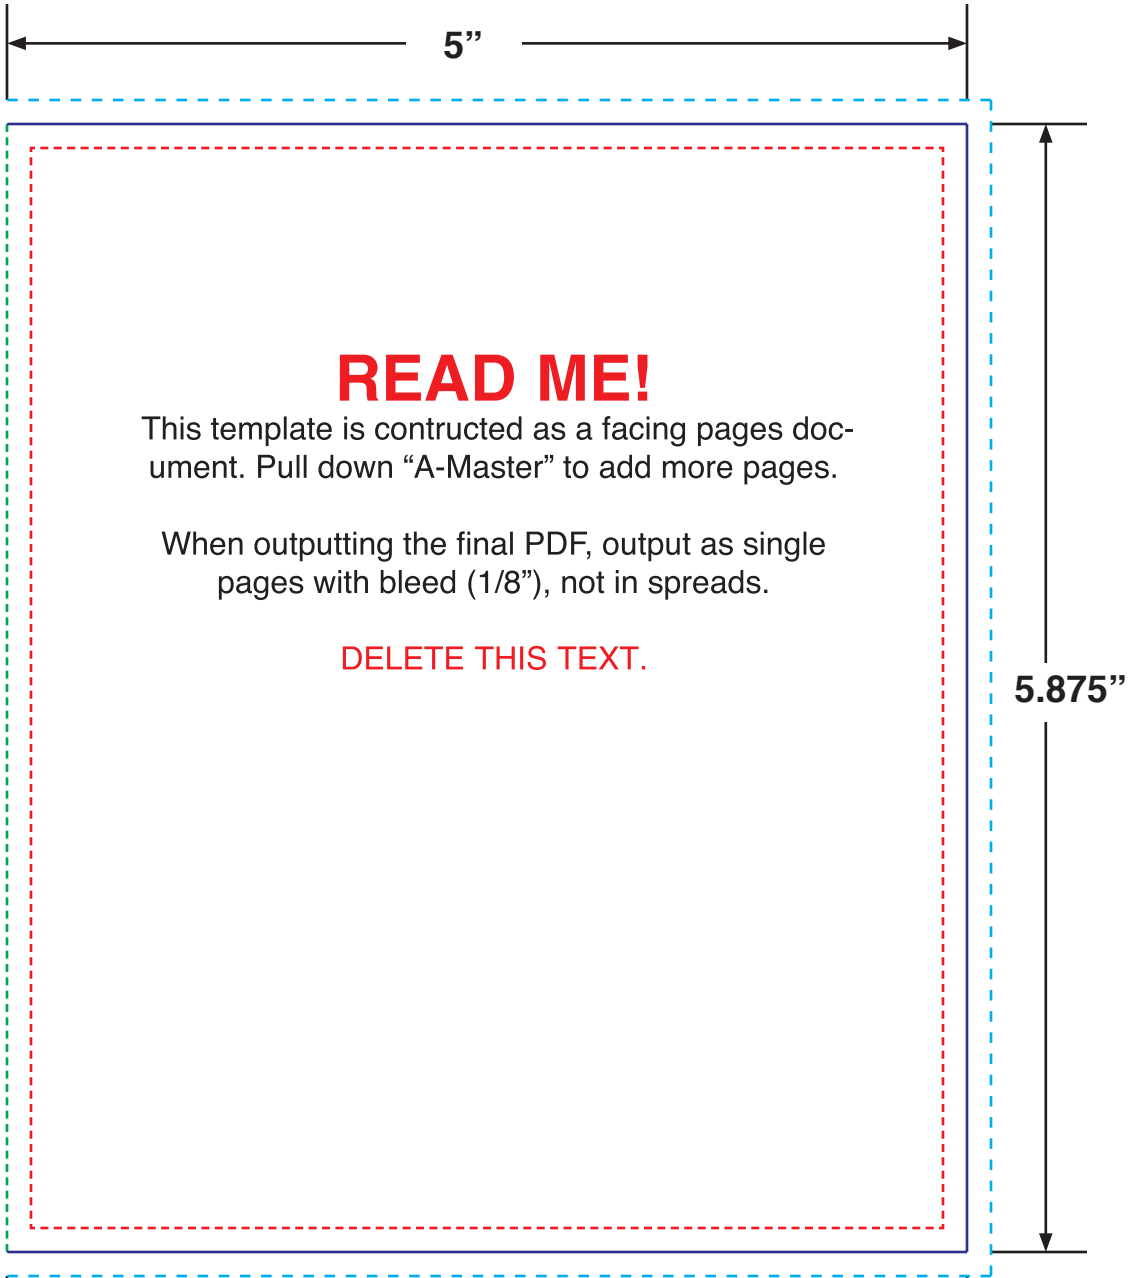 5”
READ ME!
This template is contructed as a facing pages doc-
ument. Pull down “A-Master” to add more pages.
When outputting the final PDF, output as single
pages with bleed (1/8”), not in spreads.
DELETE THIS TEXT.
5.875”